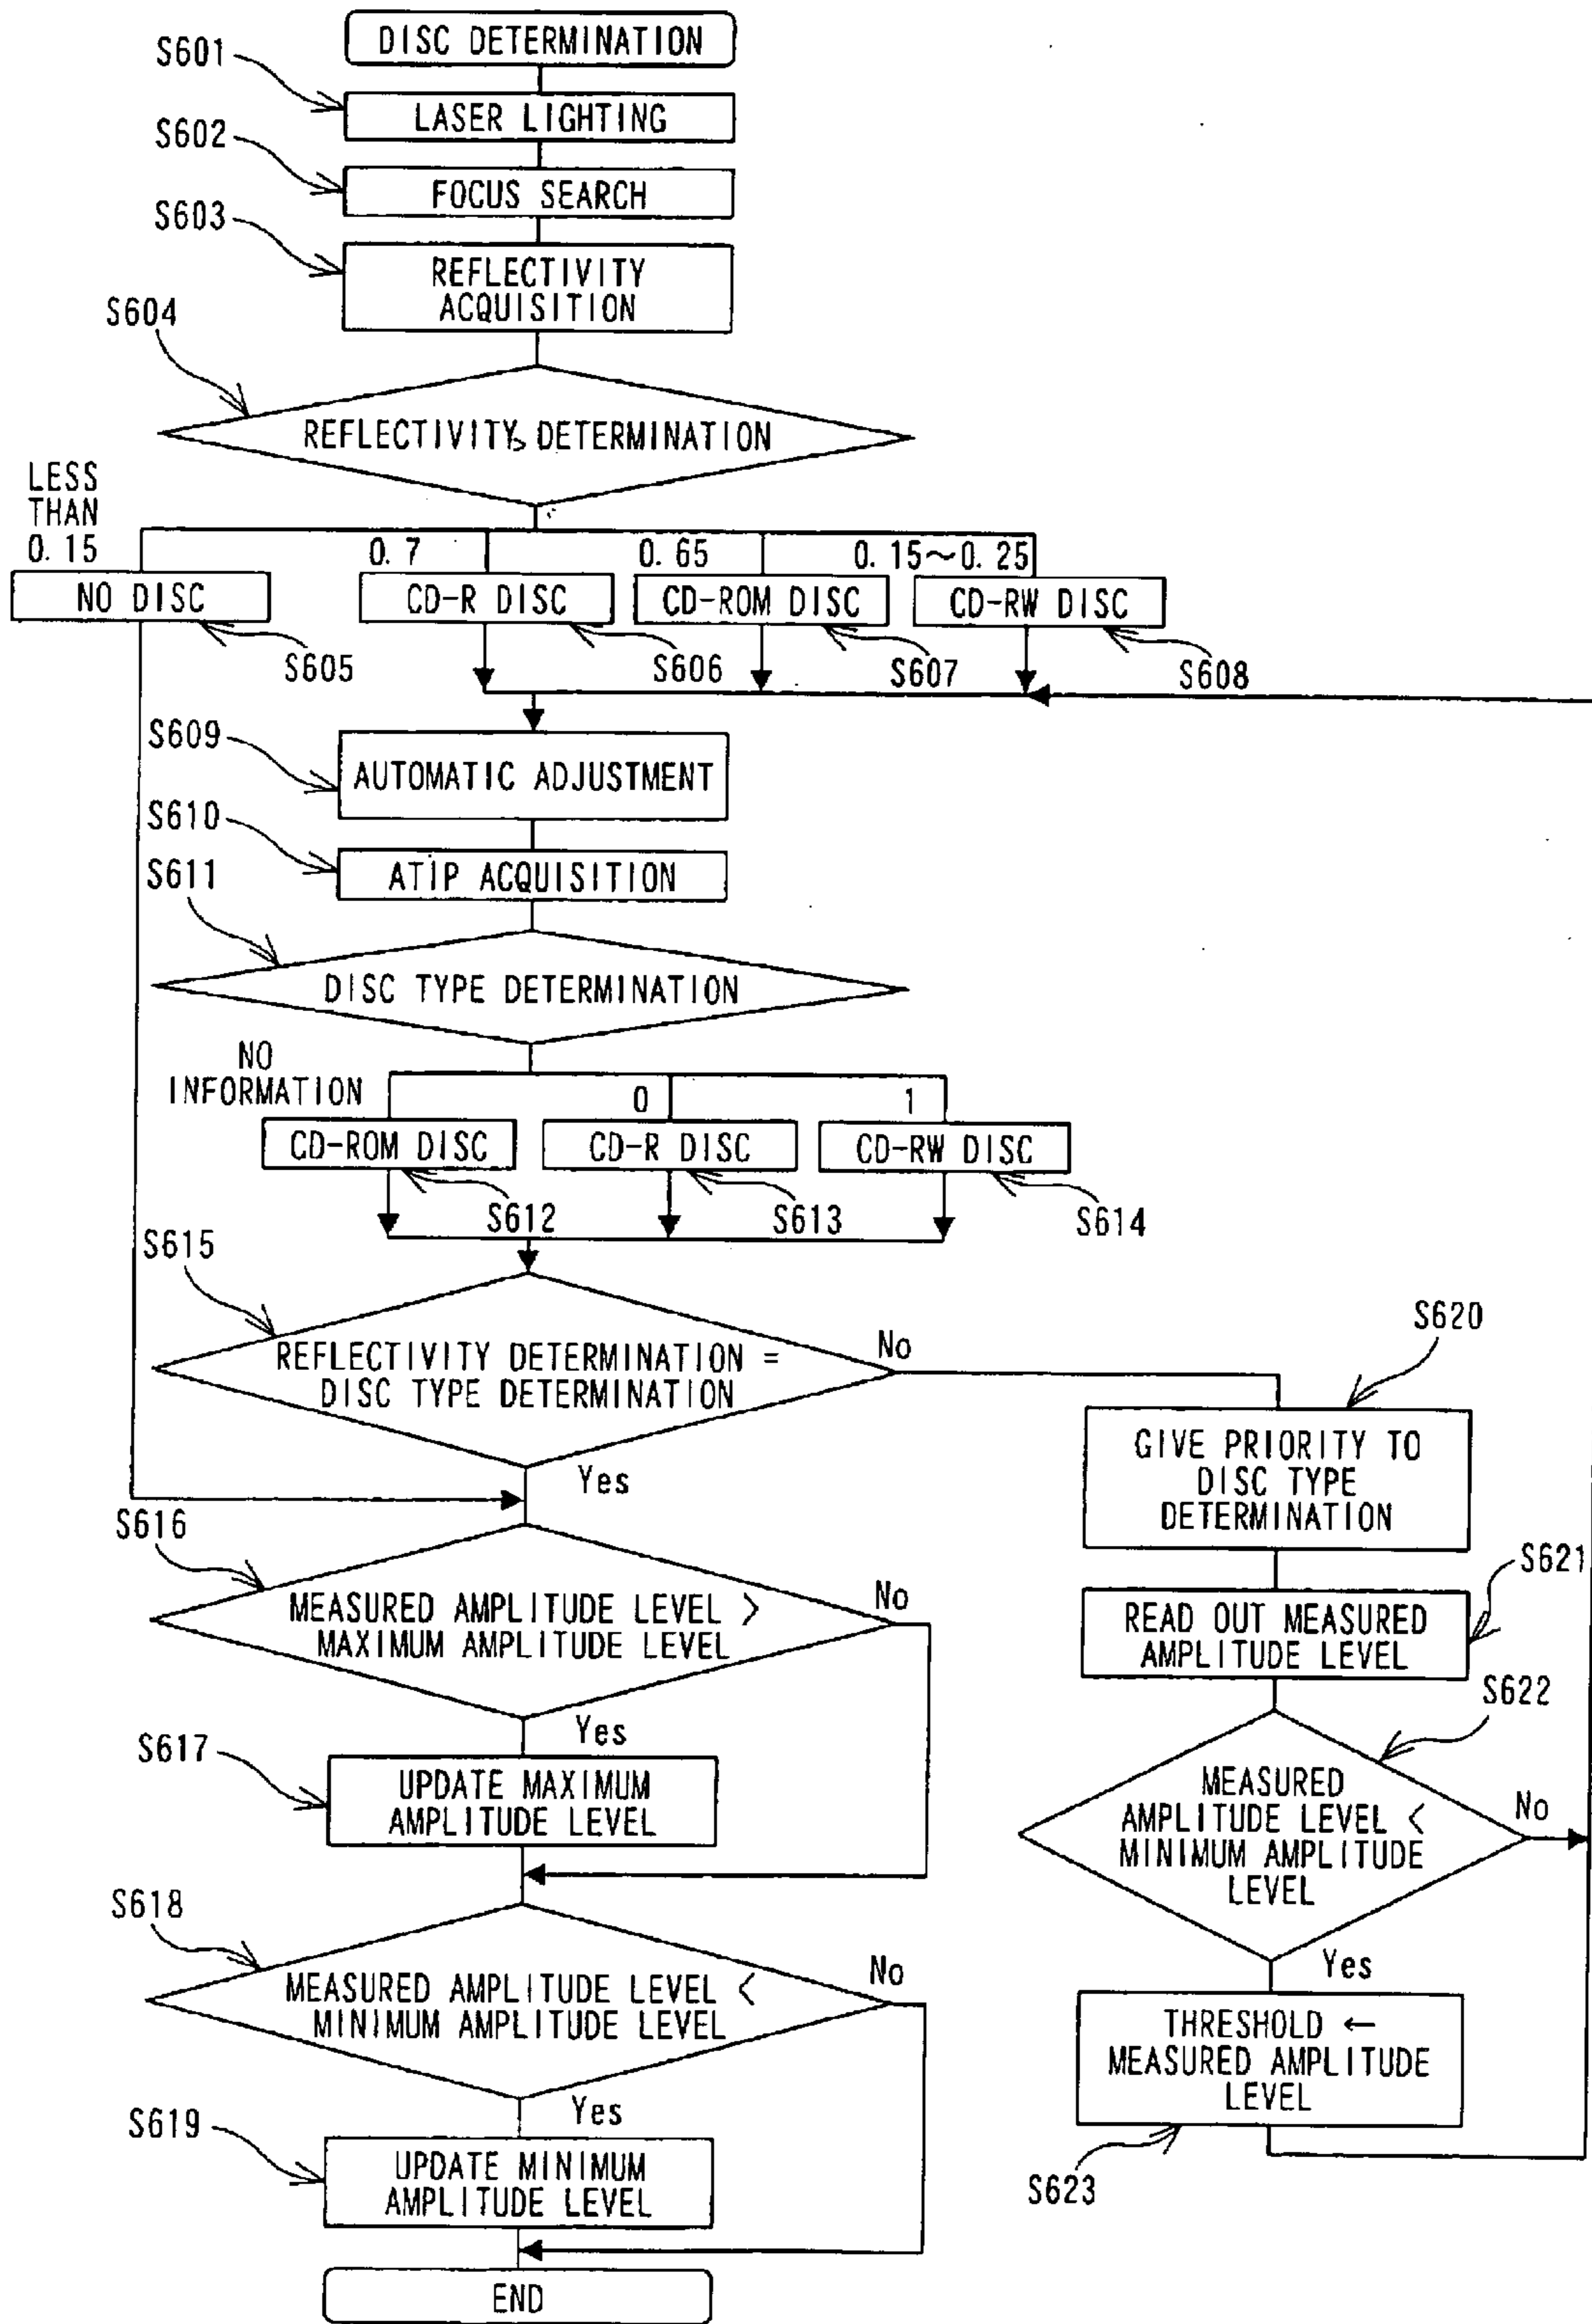 DISC DETERMINATION
S601
LASER LIGHTING
S602
FOCUS SEARCH
S603
REFLECTIVITY
ACQUISITION
S604
REFLECTIVITY DETERMINATION
LESS
THAN
0.15
0.7
0.65
0.15~0.25
NO DISC
CD-R DISC
CD-ROM DISC
CD-RW DISC
S605
S606
S607
S608
S609
AUTOMATIC ADJUSTMENT
S610
ATIP ACQUISITION
S611
DISC TYPE DETERMINATION
NO
INFORMATION
0
1
CD-ROM DISC
CD-R DISC
CD-RW DISC
S612
S613
S614
S615
REFLECTIVITY DETERMINATION =
DISC TYPE DETERMINATION
No
Yes
S620
GIVE PRIORITY TO
DISC TYPE
DETERMINATION
S616
MEASURED AMPLITUDE LEVEL >
MAXIMUM AMPLITUDE LEVEL
No
Yes
S621
READ OUT MEASURED
AMPLITUDE LEVEL
S617
UPDATE MAXIMUM
AMPLITUDE LEVEL
S622
MEASURED
AMPLITUDE LEVEL <
MINIMUM AMPLITUDE
LEVEL
No
Yes
S618
MEASURED AMPLITUDE LEVEL <
MINIMUM AMPLITUDE LEVEL
No
Yes
THRESHOLD ←
MEASURED AMPLITUDE
LEVEL
S623
S619
UPDATE MINIMUM
AMPLITUDE LEVEL
END